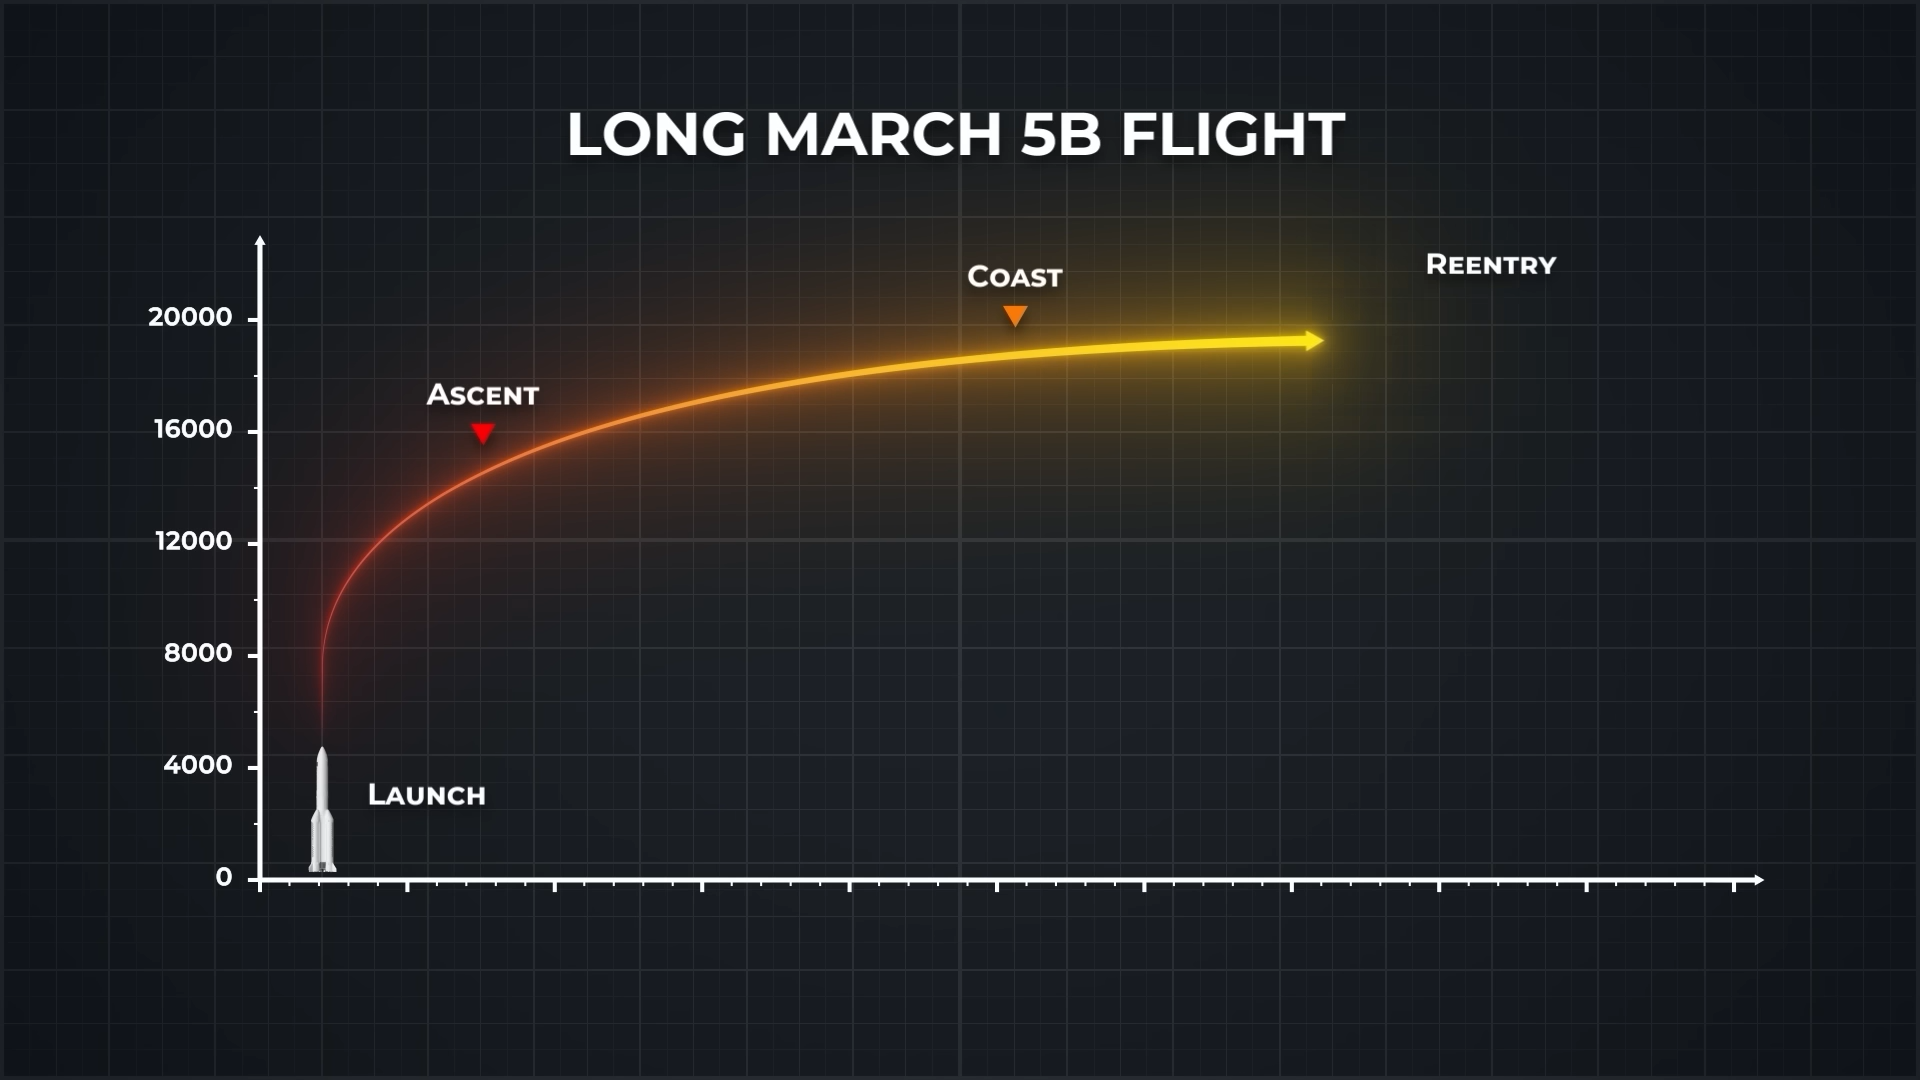 LONG MARCH 5B FLIGHT
Reentry
Coast
20000
Ascent
16000
12000
8000
4000
Launch
0